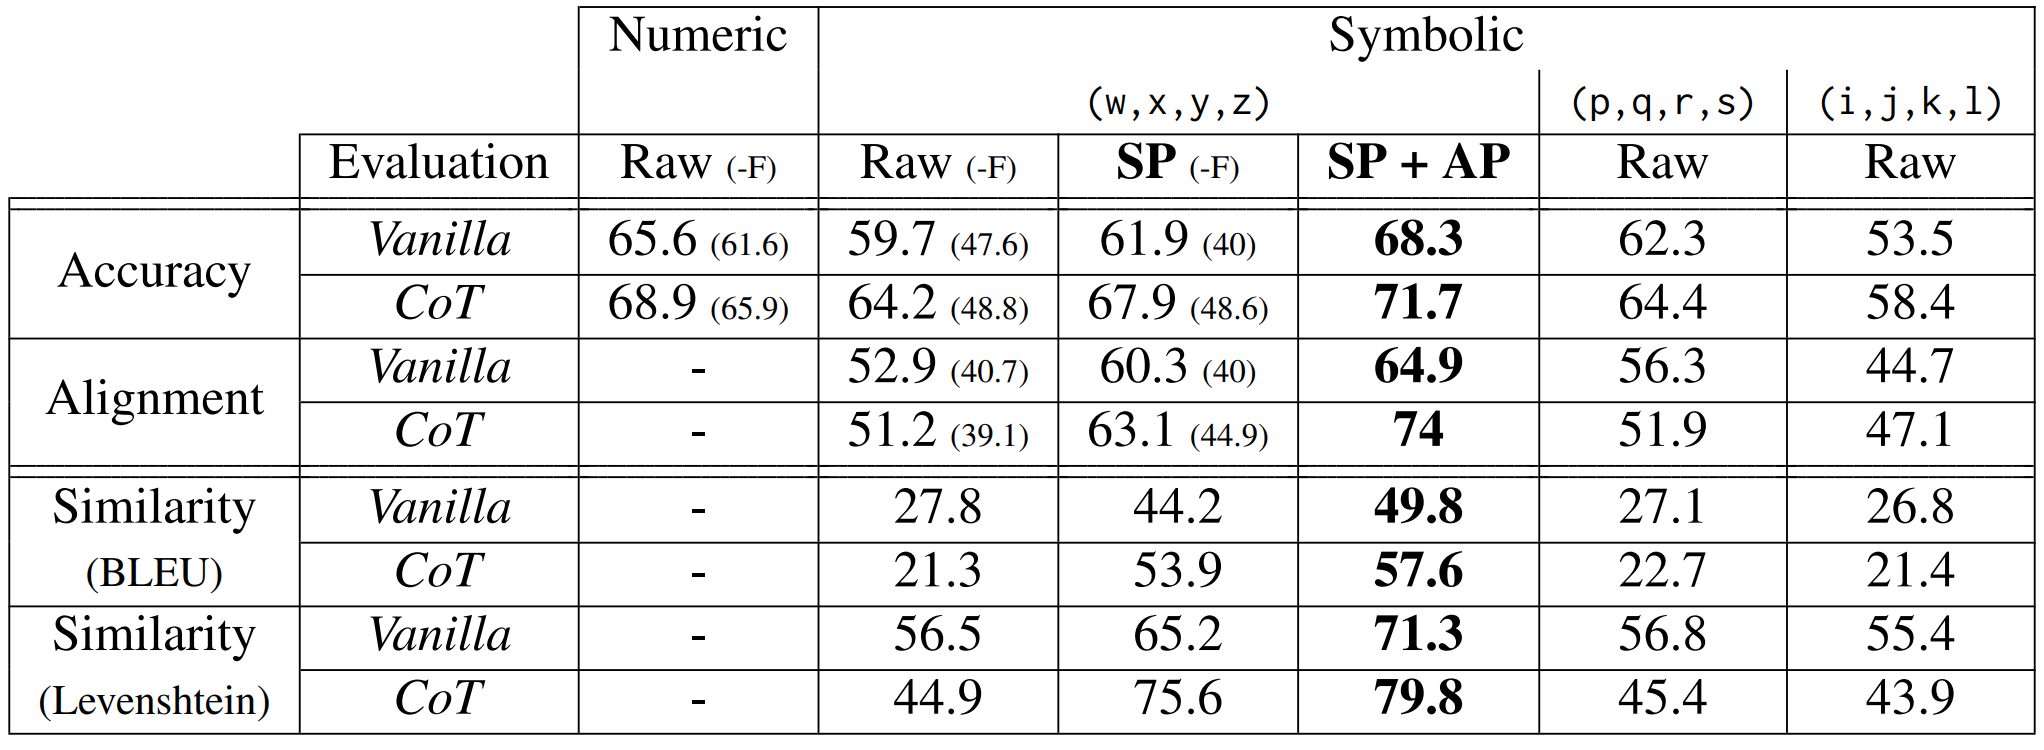 Numeric Symbolic
(w,x,y,z) (p,q,r,s) (i,j,k,l)
Evaluation Raw (-F) Raw (-F) SP (-F) SP + AP Raw Raw
Accuracy Vanilla 65.6 (61.6) 59.7 (47.6) 61.9 (40) 68.3 62.3 53.5
CoT 68.9 (65.9) 64.2 (48.8) 67.9 (48.6) 71.7 64.4 58.4
Alignment Vanilla - 52.9 (40.7) 60.3 (40) 64.9 56.3 44.7
CoT - 51.2 (39.1) 63.1 (44.9) 74 51.9 47.1
Similarity Vanilla - 27.8 44.2 49.8 27.1 26.8
(BLEU) CoT - 21.3 53.9 57.6 22.7 21.4
Similarity Vanilla - 56.5 65.2 71.3 56.8 55.4
(Levenshtein) CoT - 44.9 75.6 79.8 45.4 43.9